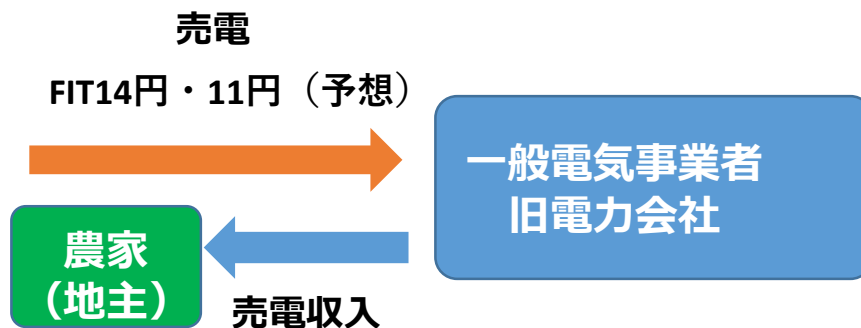 売電
FIT14円・11円（予想）
一般電気事業者
旧電力会社
農家
（地主）
売電収入